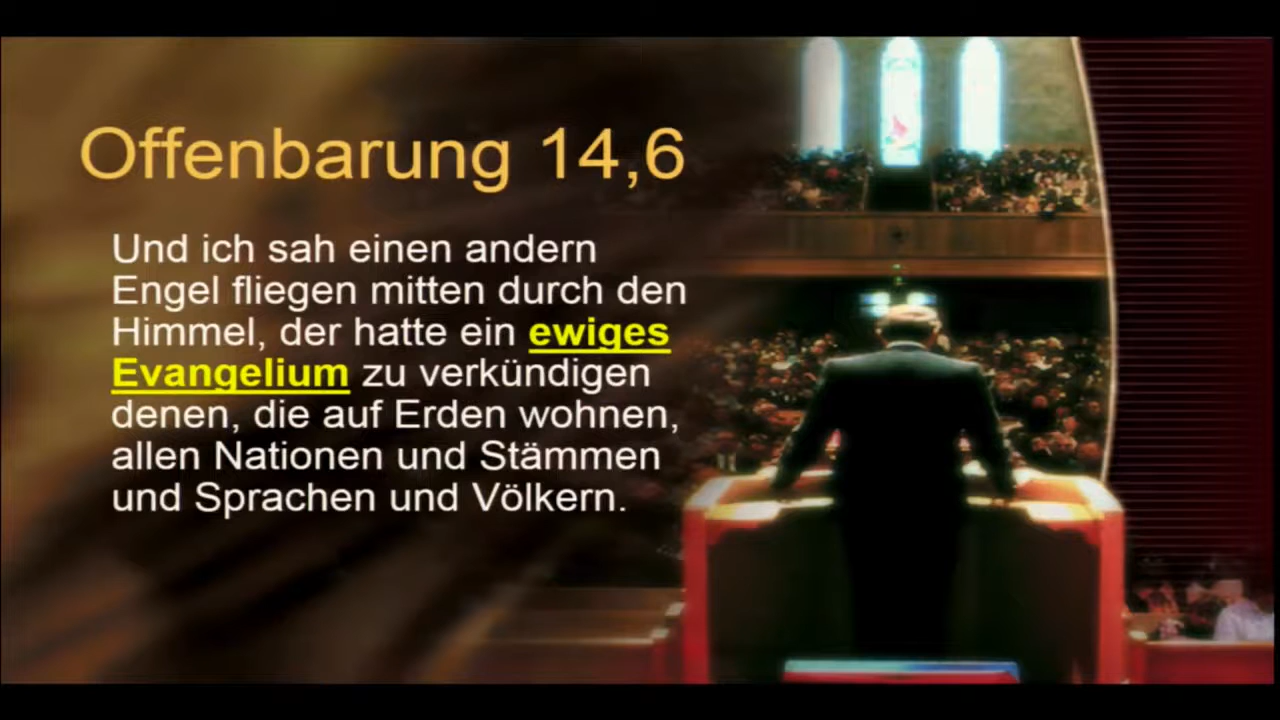 Offenbarung 14,6
Und ich sah einen andern
Engel fliegen mitten durch den
Himmel, der hatte ein ewiges
Evangelium zu verkündigen
denen, die auf Erden wohnen,
allen Nationen und Stämmen
und Sprachen und Völkern.